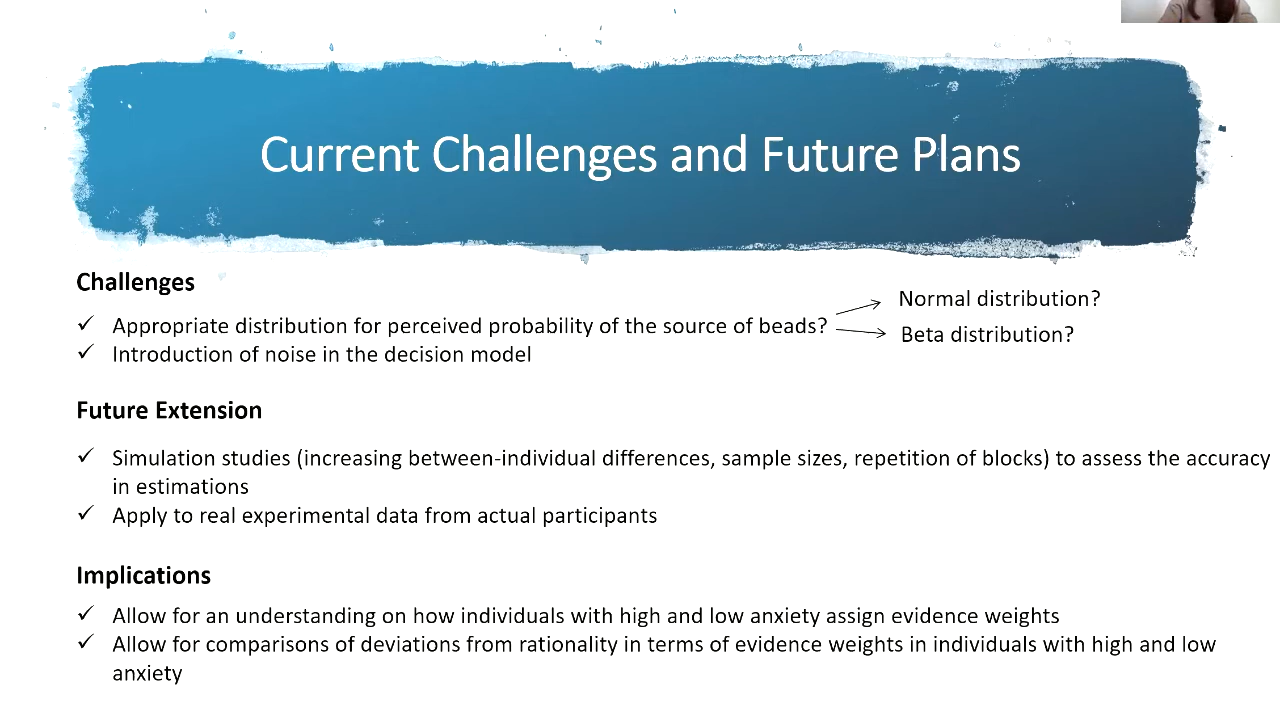 Current Challenges and Future Plans
Challenges
✓ Appropriate distribution for perceived probability of the source of beads?
Normal distribution?
Beta distribution?
✓ Introduction of noise in the decision model
Future Extension
✓ Simulation studies (increasing between-individual differences, sample sizes, repetition of blocks) to assess the accuracy
in estimations
✓ Apply to real experimental data from actual participants
Implications
✓ Allow for an understanding on how individuals with high and low anxiety assign evidence weights
✓ Allow for comparisons of deviations from rationality in terms of evidence weights in individuals with high and low
anxiety